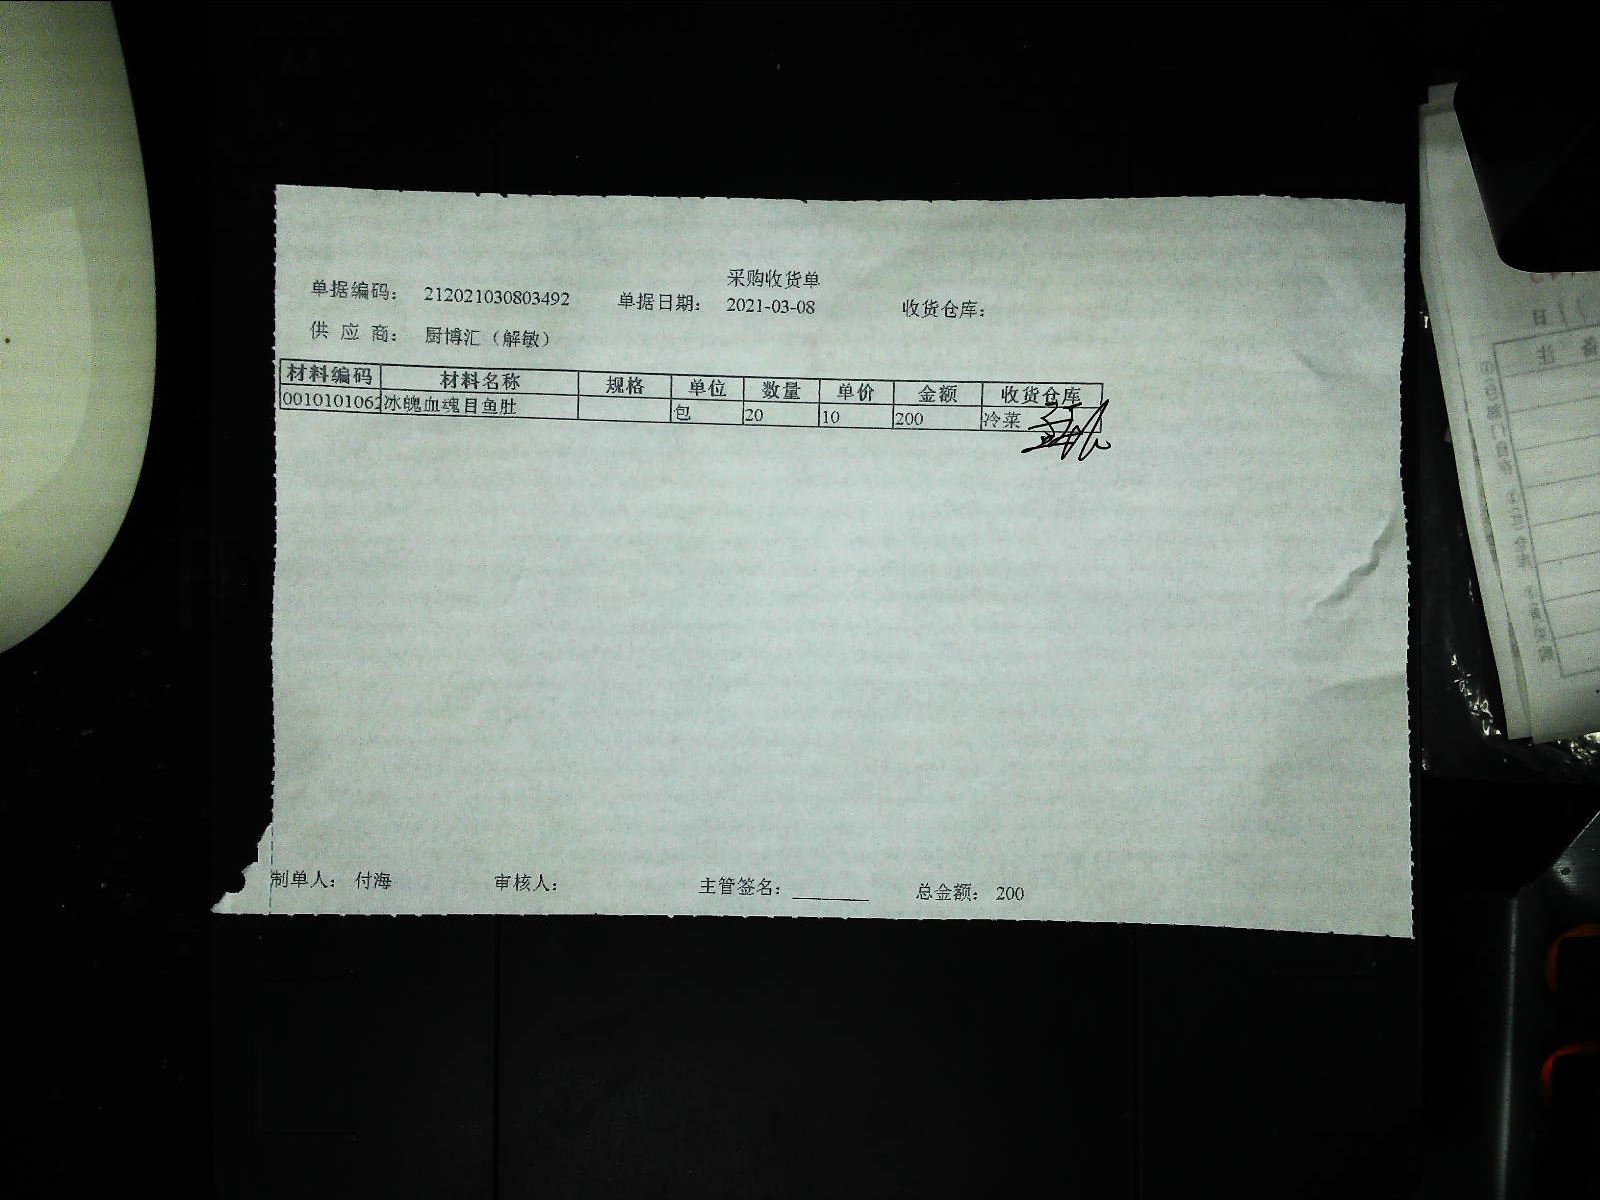 采购收货单
单据编码： 212021030803492 单据日期： 2021-03-08 收货仓库：
供 应 商： 厨博汇（解敏）
材料编码 材料名称 规格 单位 数量 单价 金额 收货仓库
0010101062 冰魄血魂目鱼肚 包 20 10 200 冷菜
制单人： 付海 审核人： 主管签名： 总金额： 200